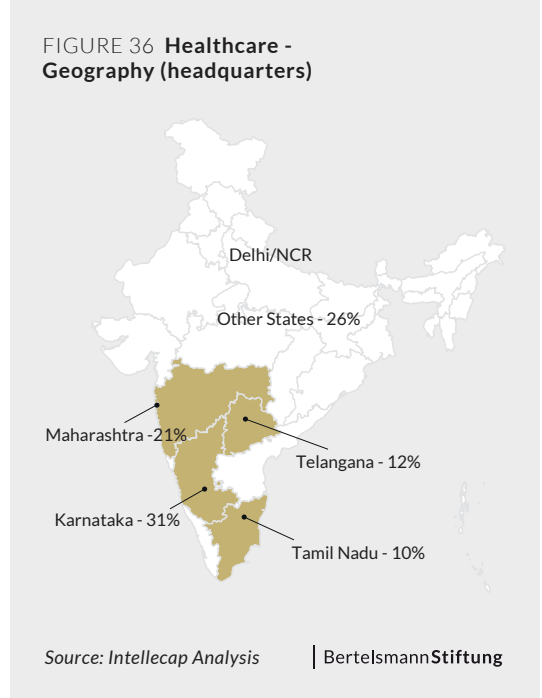 FIGURE 36 Healthcare -
Geography (headquarters)
Delhi/NCR
Other States - 26%
Maharashtra -21%
Telangana - 12%
Karnataka - 31%
Tamil Nadu - 10%
Source: Intellecap Analysis
BertelsmannStiftung